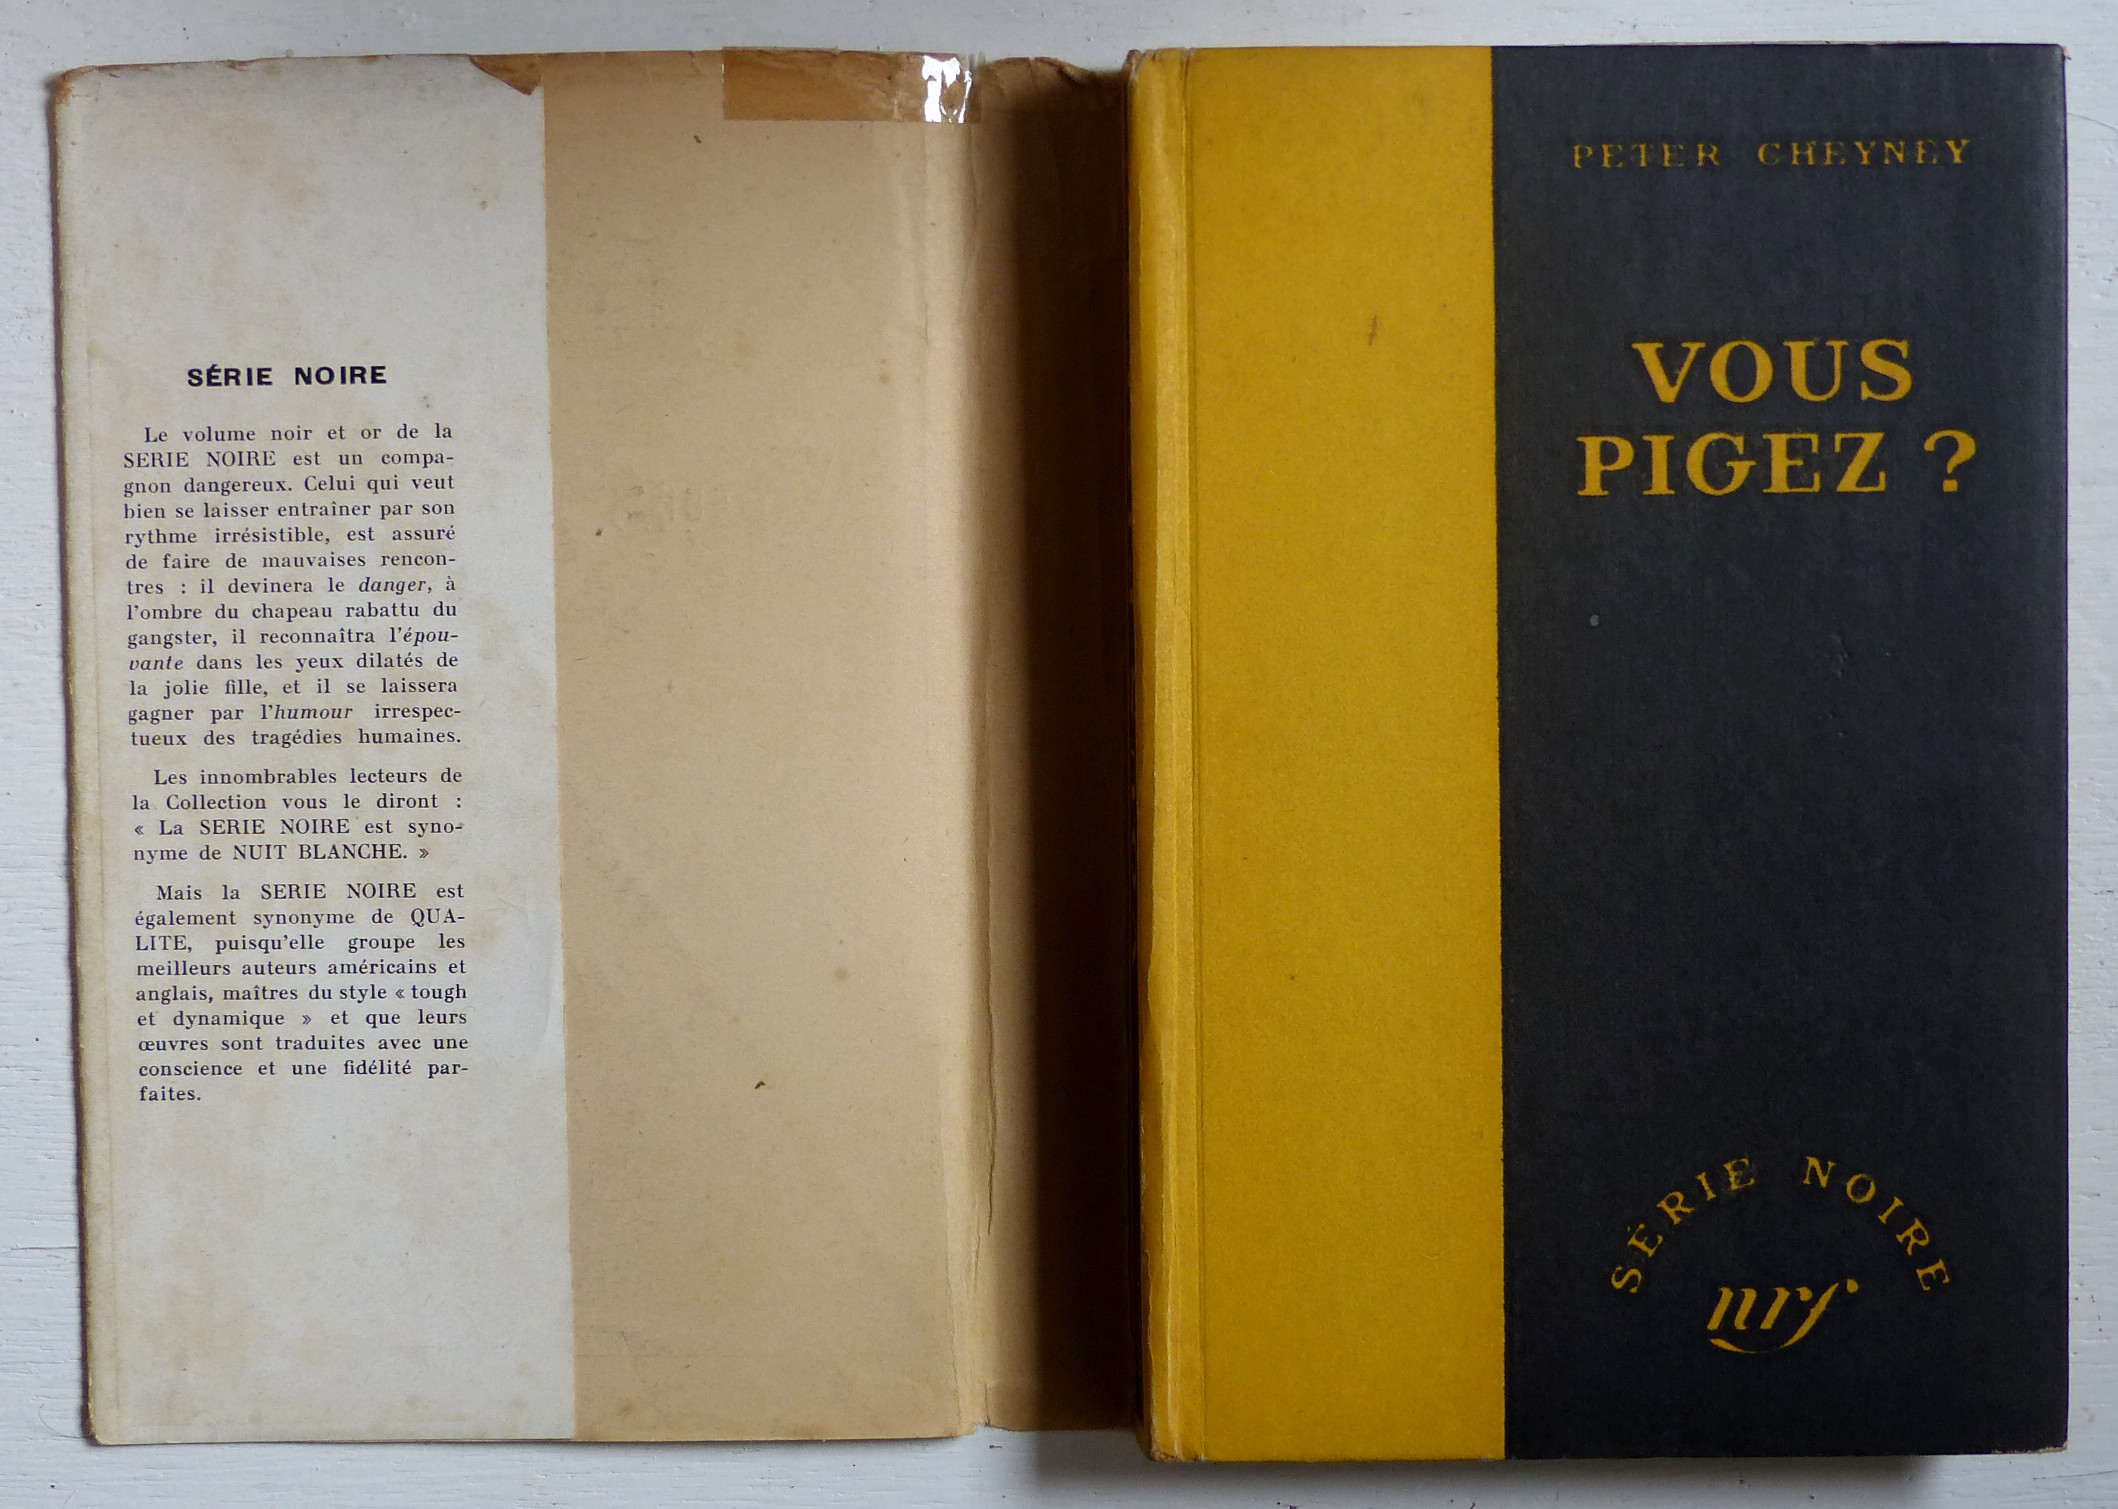 SÉRIE NOIRE
Le volume noir et or de la
SERIE NOIRE est un compa-
gnon dangereux. Celui qui veut
bien se laisser entraîner par son
rythme irrésistible, est assuré
de faire de mauvaises rencon-
tres : il devinera le danger, à
l'ombre du chapeau rabattu du
gangster, il reconnaîtra l'épou-
vante dans les yeux dilatés de
la jolie fille, et il se laissera
gagner par l'humour irrespec-
tueux des tragédies humaines.
Les innombrables lecteurs de
la Collection vous le diront :
« La SERIE NOIRE est syno-
nyme de NUIT BLANCHE. »
Mais la SERIE NOIRE est
également synonyme de QUA-
LITE, puisqu'elle groupe les
meilleurs auteurs américains et
anglais, maîtres du style « tough
et dynamique » et que leurs
œuvres sont traduites avec une
conscience et une fidélité par-
faites.
PETER CHEYNEY
VOUS
PIGEZ ?
SÉRIE NOIRE
nrf